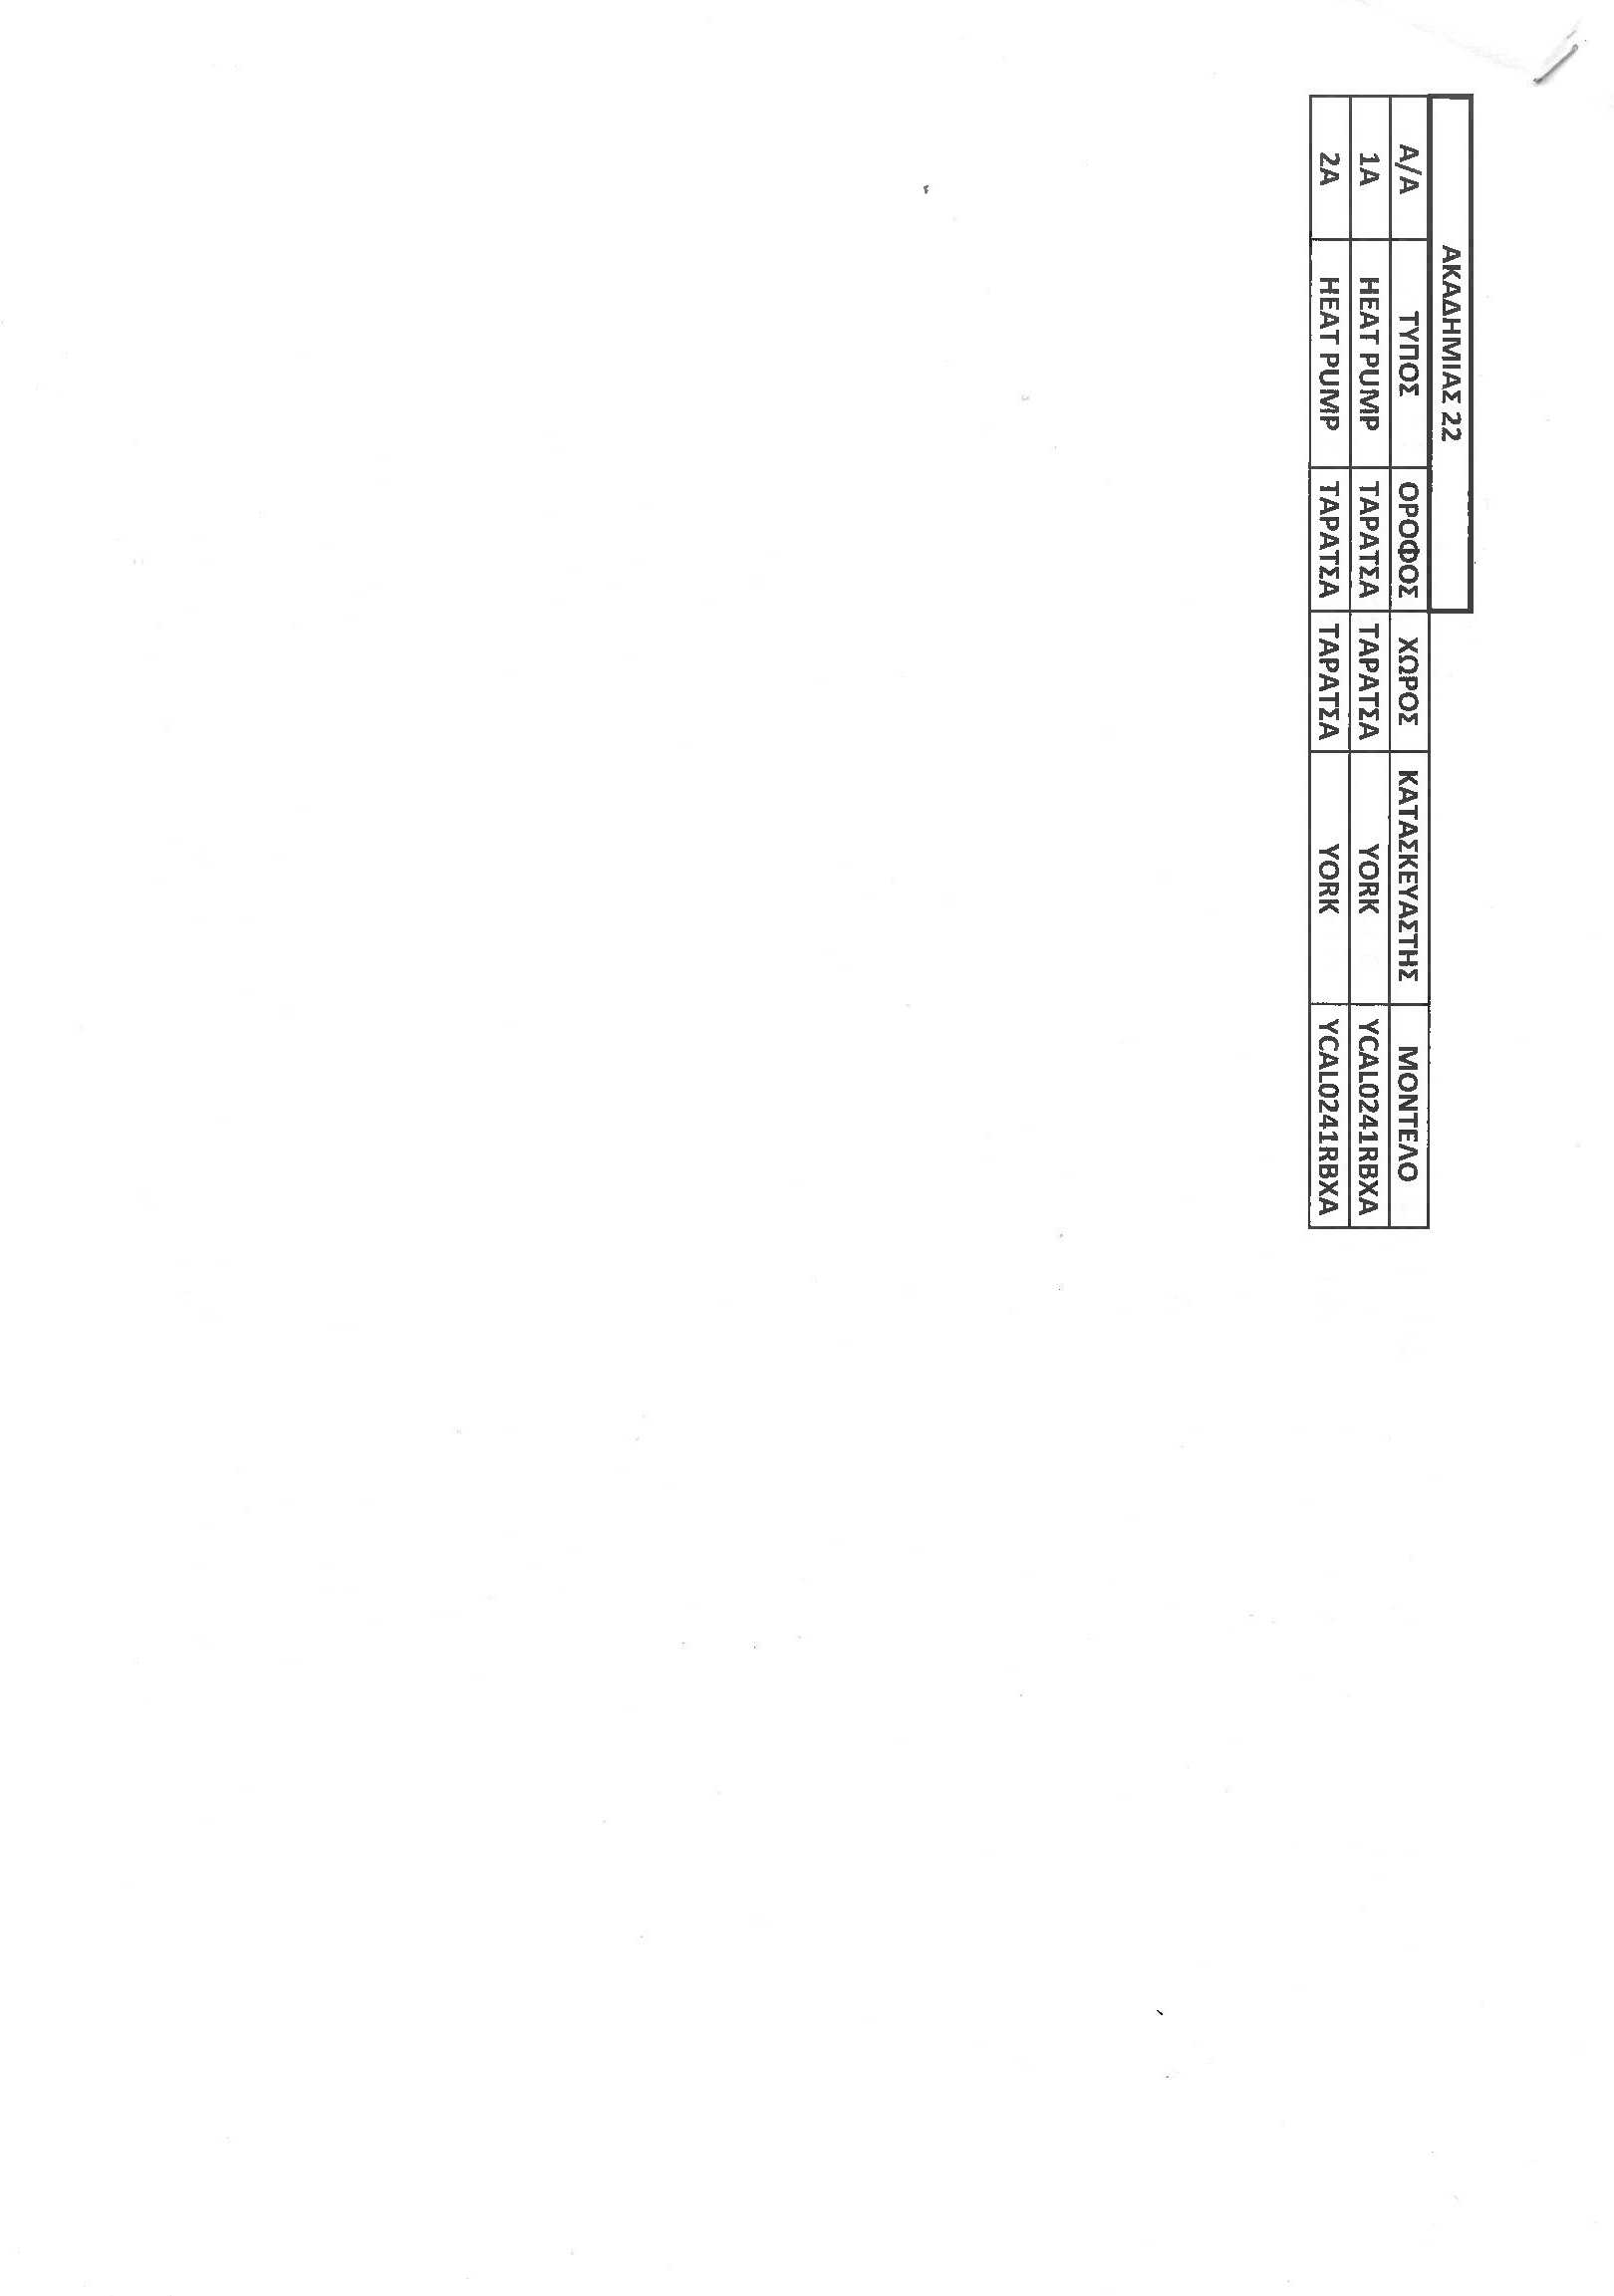 ΑΚΑΔΗΜΙΑΣ 22
Α/Α ΤΥΠΟΣ ΟΡΟΦΟΣ ΧΩΡΟΣ ΚΑΤΑΣΚΕΥΑΣΤΗΣ ΜΟΝΤΕΛΟ
1Α HEAT PUMP ΤΑΡΑΤΣΑ ΤΑΡΑΤΣΑ YORK YCAL0241RBXA
2Α HEAT PUMP ΤΑΡΑΤΣΑ ΤΑΡΑΤΣΑ YORK YCAL0241RBXA